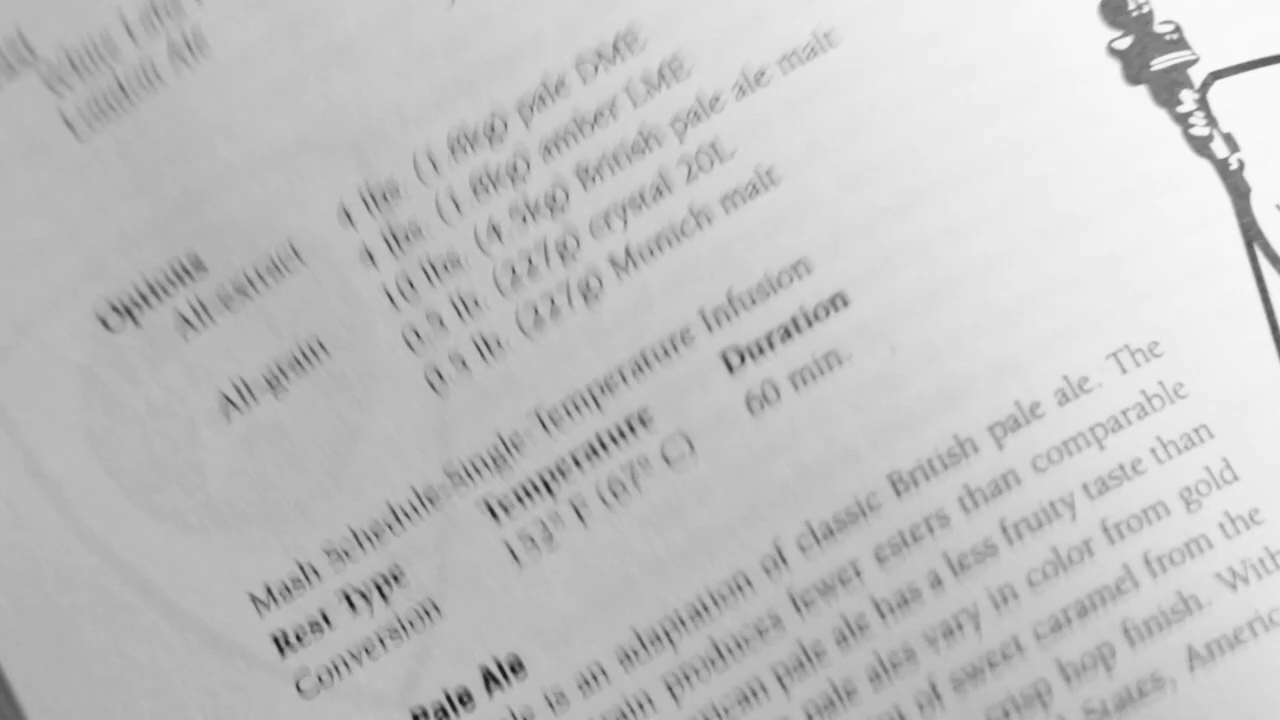 London Ale
Options
All extract
4 lbs. (1.8kg) pale DME
4 lbs. (1.8kg) amber LME
All grain
10 lbs. (4.5kg) British pale ale malt
0.5 lb. (227g) crystal 20L
0.5 lb. (227g) Munich malt
Mash Schedule-Single Temperature Infusion
Rest Type Temperature Duration
Conversion 152° F (67° C) 60 min.
Pale Ale
is an adaptation of classic British pale ale. The
produces fewer esters than comparable
pale ale has a less fruity taste than
pale ales vary in color from gold
of sweet caramel from the
crisp hop finish. With
States,